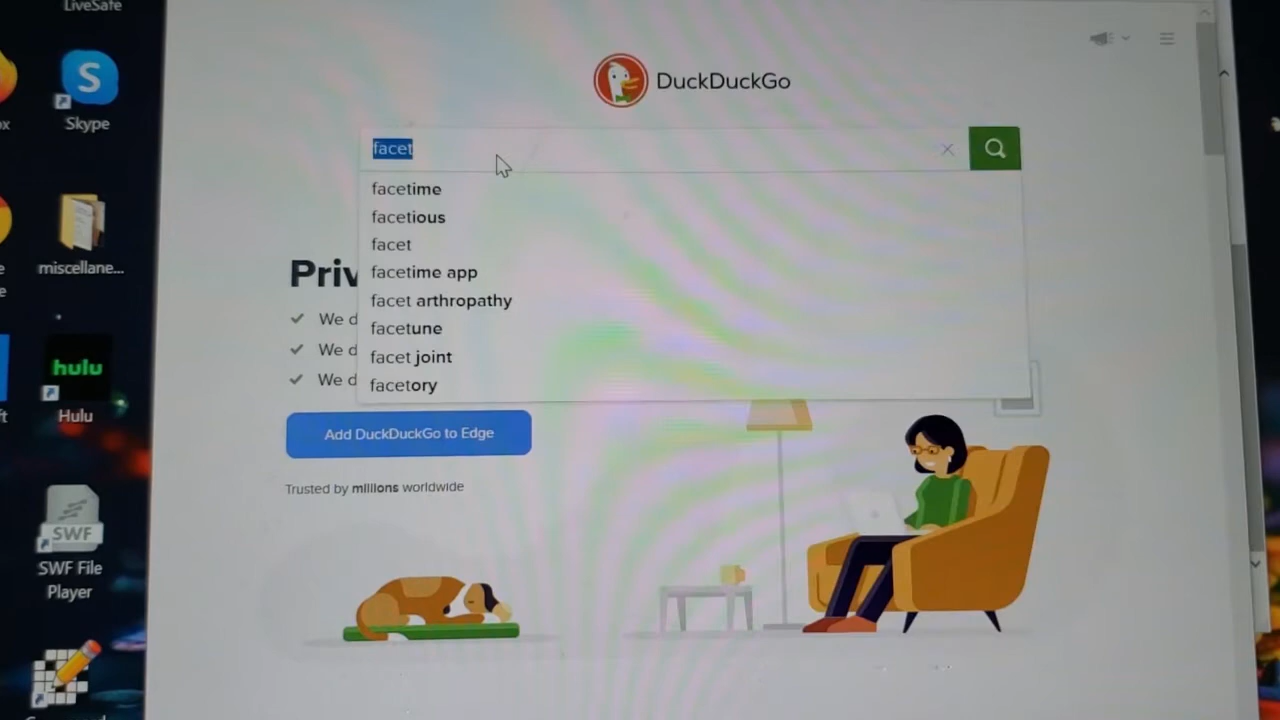 LiveSafe
Skype
miscellane...
hulu
Hulu
SWF
SWF File
Player
DuckDuckGo
facet
facetime
facetious
facet
facetime app
facet arthropathy
facetune
facet joint
facetory
Priv
We d
We d
We d
Add DuckDuckGo to Edge
Trusted by millions worldwide